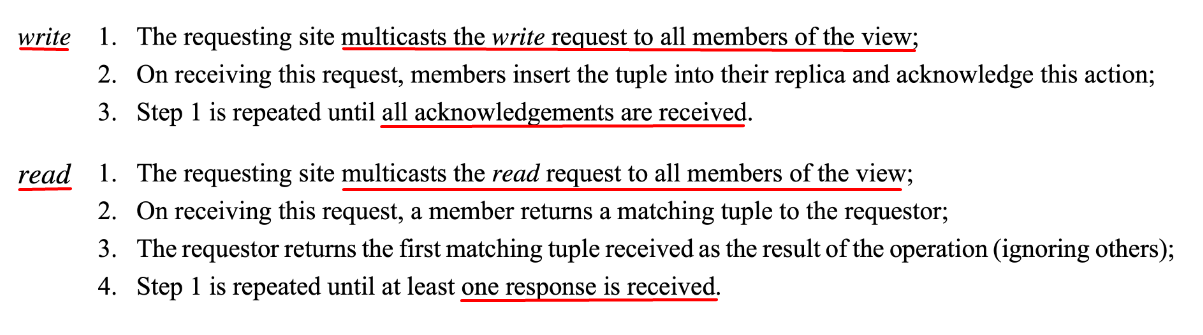 write 1. The requesting site multicasts the write request to all members of the view;
2. On receiving this request, members insert the tuple into their replica and acknowledge this action;
3. Step 1 is repeated until all acknowledgements are received.
read 1. The requesting site multicasts the read request to all members of the view;
2. On receiving this request, a member returns a matching tuple to the requestor;
3. The requestor returns the first matching tuple received as the result of the operation (ignoring others);
4. Step 1 is repeated until at least one response is received.